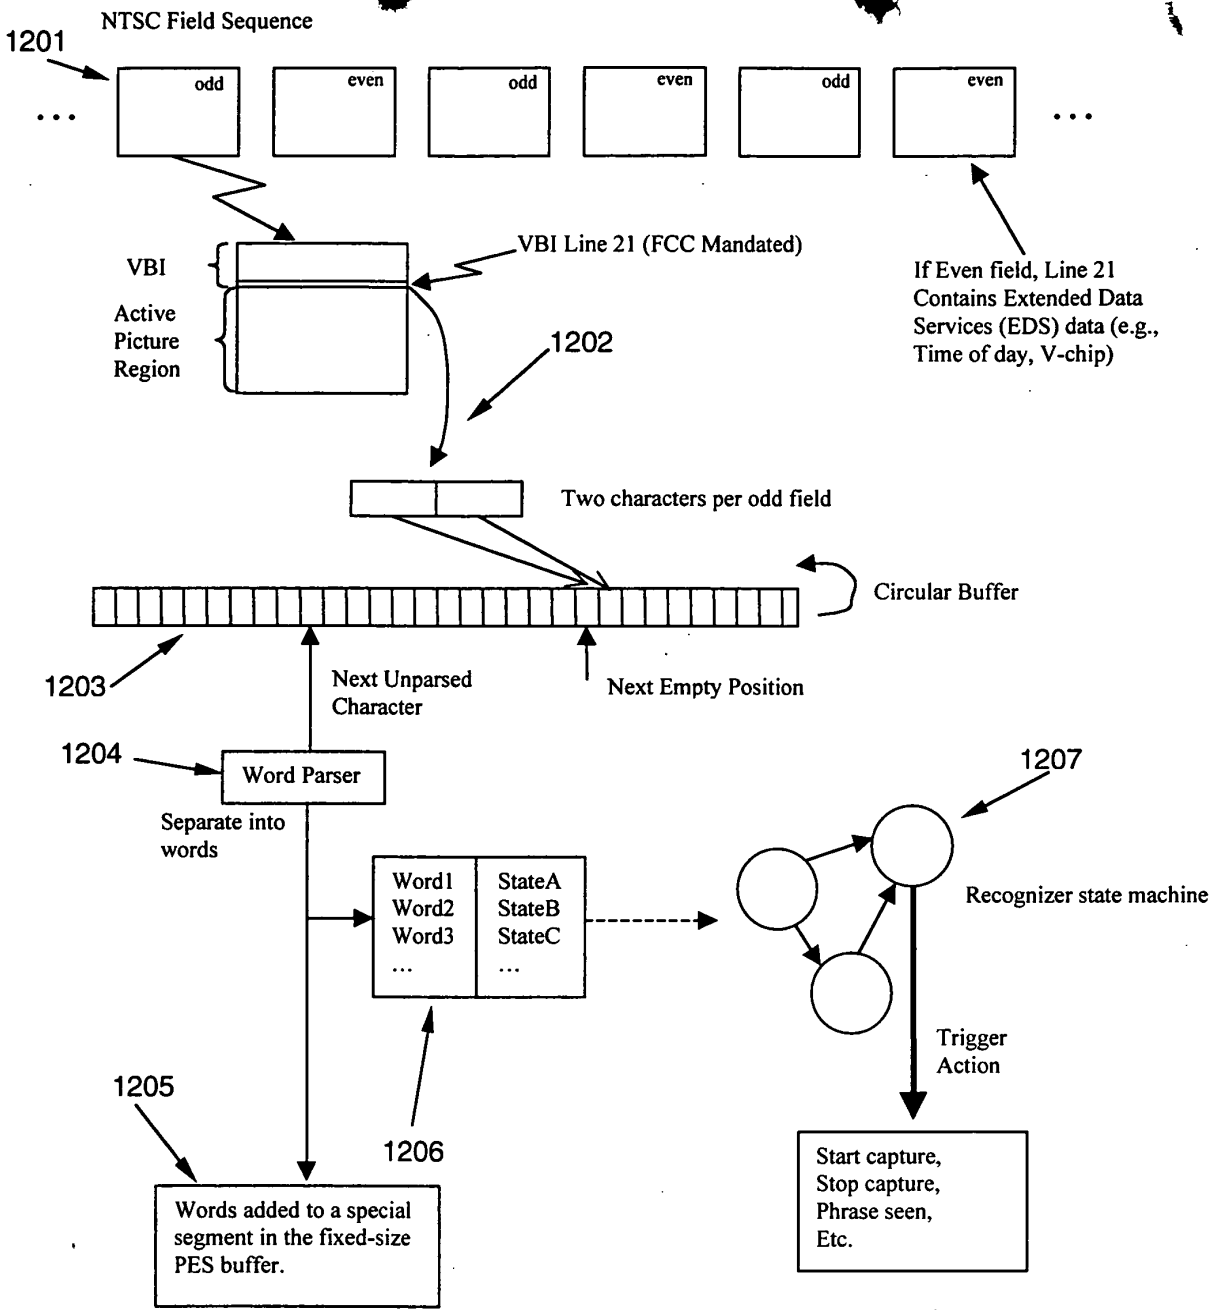 NTSC Field Sequence
1201
odd
even
odd
even
odd
even
...
...
VBI
VBI Line 21 (FCC Mandated)
Active
Picture
Region
If Even field, Line 21
Contains Extended Data
Services (EDS) data (e.g.,
Time of day, V-chip)
1202
Two characters per odd field
Circular Buffer
1203
Next Unparsed
Character
Next Empty Position
1204
Word Parser
Separate into
words
1207
Word1
StateA
Word2
StateB
Word3
StateC
...
...
Recognizer state machine
Trigger
Action
1205
1206
Words added to a special
segment in the fixed-size
PES buffer.
Start capture,
Stop capture,
Phrase seen,
Etc.